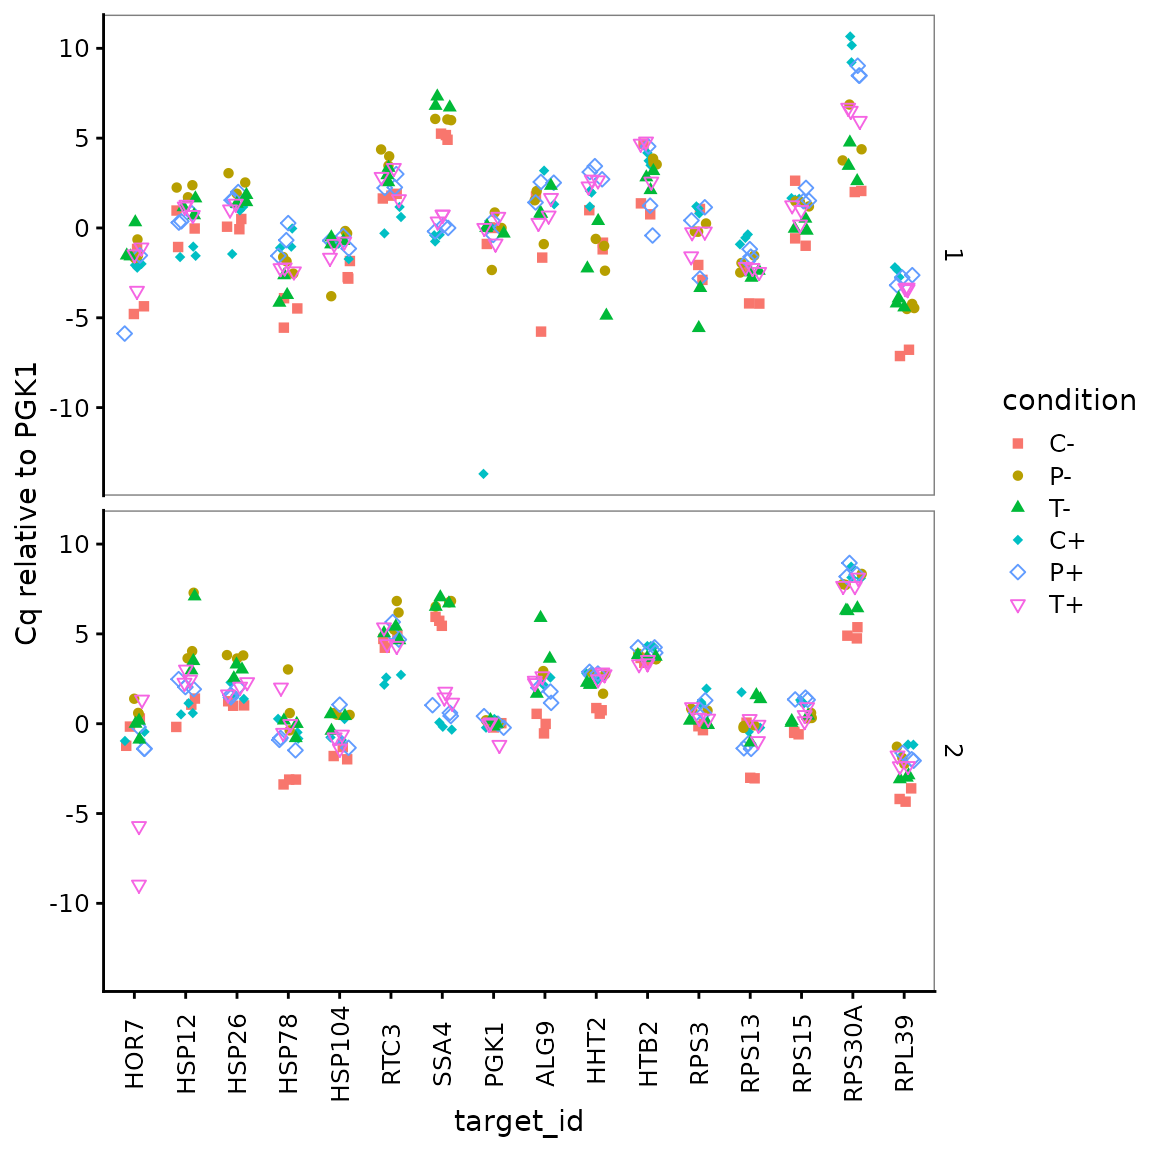 Cq relative to PGK1
10
5
0
-5
-10
1
10
5
0
-5
-10
2
HOR7
HSP12
HSP26
HSP78
HSP104
RTC3
SSA4
PGK1
ALG9
HHT2
HTB2
RPS3
RPS13
RPS15
RPS30A
RPL39
target_id
condition
C-
P-
T-
C+
P+
T+